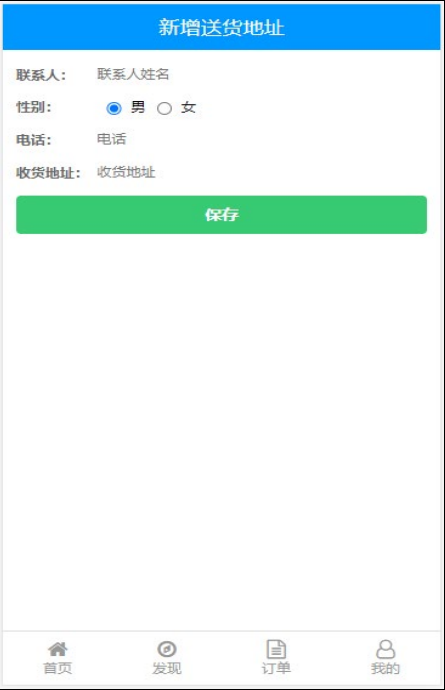 新增送货地址
联系人： 联系人姓名
性别： 男 女
电话： 电话
收货地址： 收货地址
保存
首页 发现 订单 我的